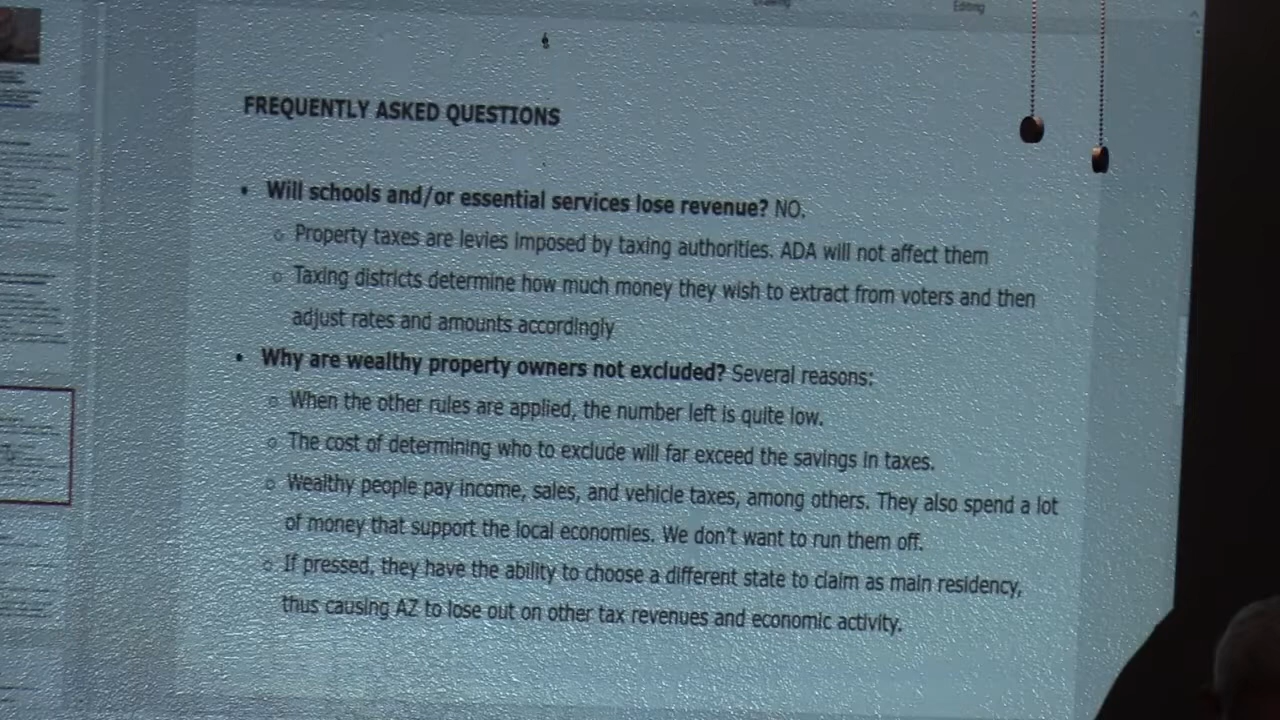 Editing
FREQUENTLY ASKED QUESTIONS
• Will schools and/or essential services lose revenue? NO.
o Property taxes are levies imposed by taxing authorities. ADA will not affect them
o Taxing districts determine how much money they wish to extract from voters and then
adjust rates and amounts accordingly
• Why are wealthy property owners not excluded? Several reasons:
o When the other rules are applied, the number left is quite low.
o The cost of determining who to exclude will far exceed the savings in taxes.
o Wealthy people pay income, sales, and vehicle taxes, among others. They also spend a lot
of money that support the local economies. We don't want to run them off.
o If pressed, they have the ability to choose a different state to claim as main residency,
thus causing AZ to lose out on other tax revenues and economic activity.